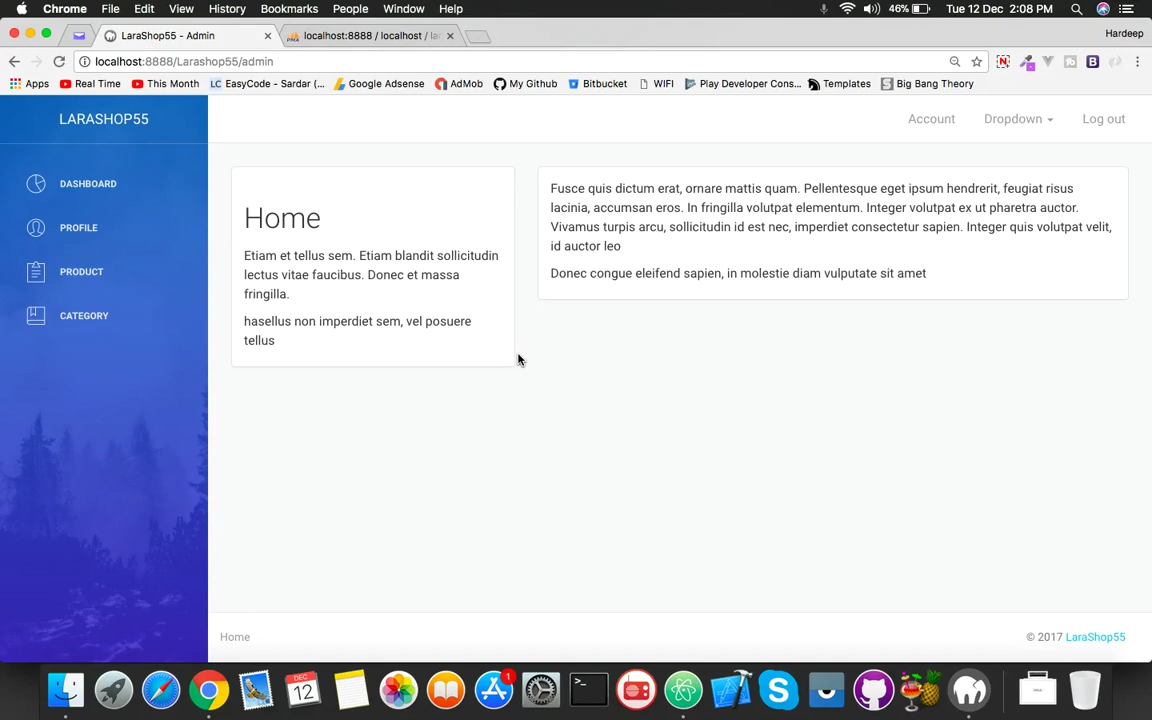 Chrome File Edit View History Bookmarks People Window Help 46% Tue 12 Dec 2:08 PM
LaraShop55 - Admin localhost:8888 / localhost / lar Hardeep
localhost:8888/Larashop55/admin
Apps Real Time This Month LC EasyCode - Sardar (... Google Adsense AdMob My Github Bitbucket WIFI Play Developer Cons... Templates S Big Bang Theory
LARASHOP55 Account Dropdown Log out
DASHBOARD
PROFILE
PRODUCT
CATEGORY
Home
Etiam et tellus sem. Etiam blandit sollicitudin
lectus vitae faucibus. Donec et massa
fringilla.
hasellus non imperdiet sem, vel posuere
tellus
Fusce quis dictum erat, ornare mattis quam. Pellentesque eget ipsum hendrerit, feugiat risus
lacinia, accumsan eros. In fringilla volutpat elementum. Integer volutpat ex ut pharetra auctor.
Vivamus turpis arcu, sollicitudin id est nec, imperdiet consectetur sapien. Integer quis volutpat velit,
id auctor leo
Donec congue eleifend sapien, in molestie diam vulputate sit amet
Home © 2017 LaraShop55
DEC
12
1